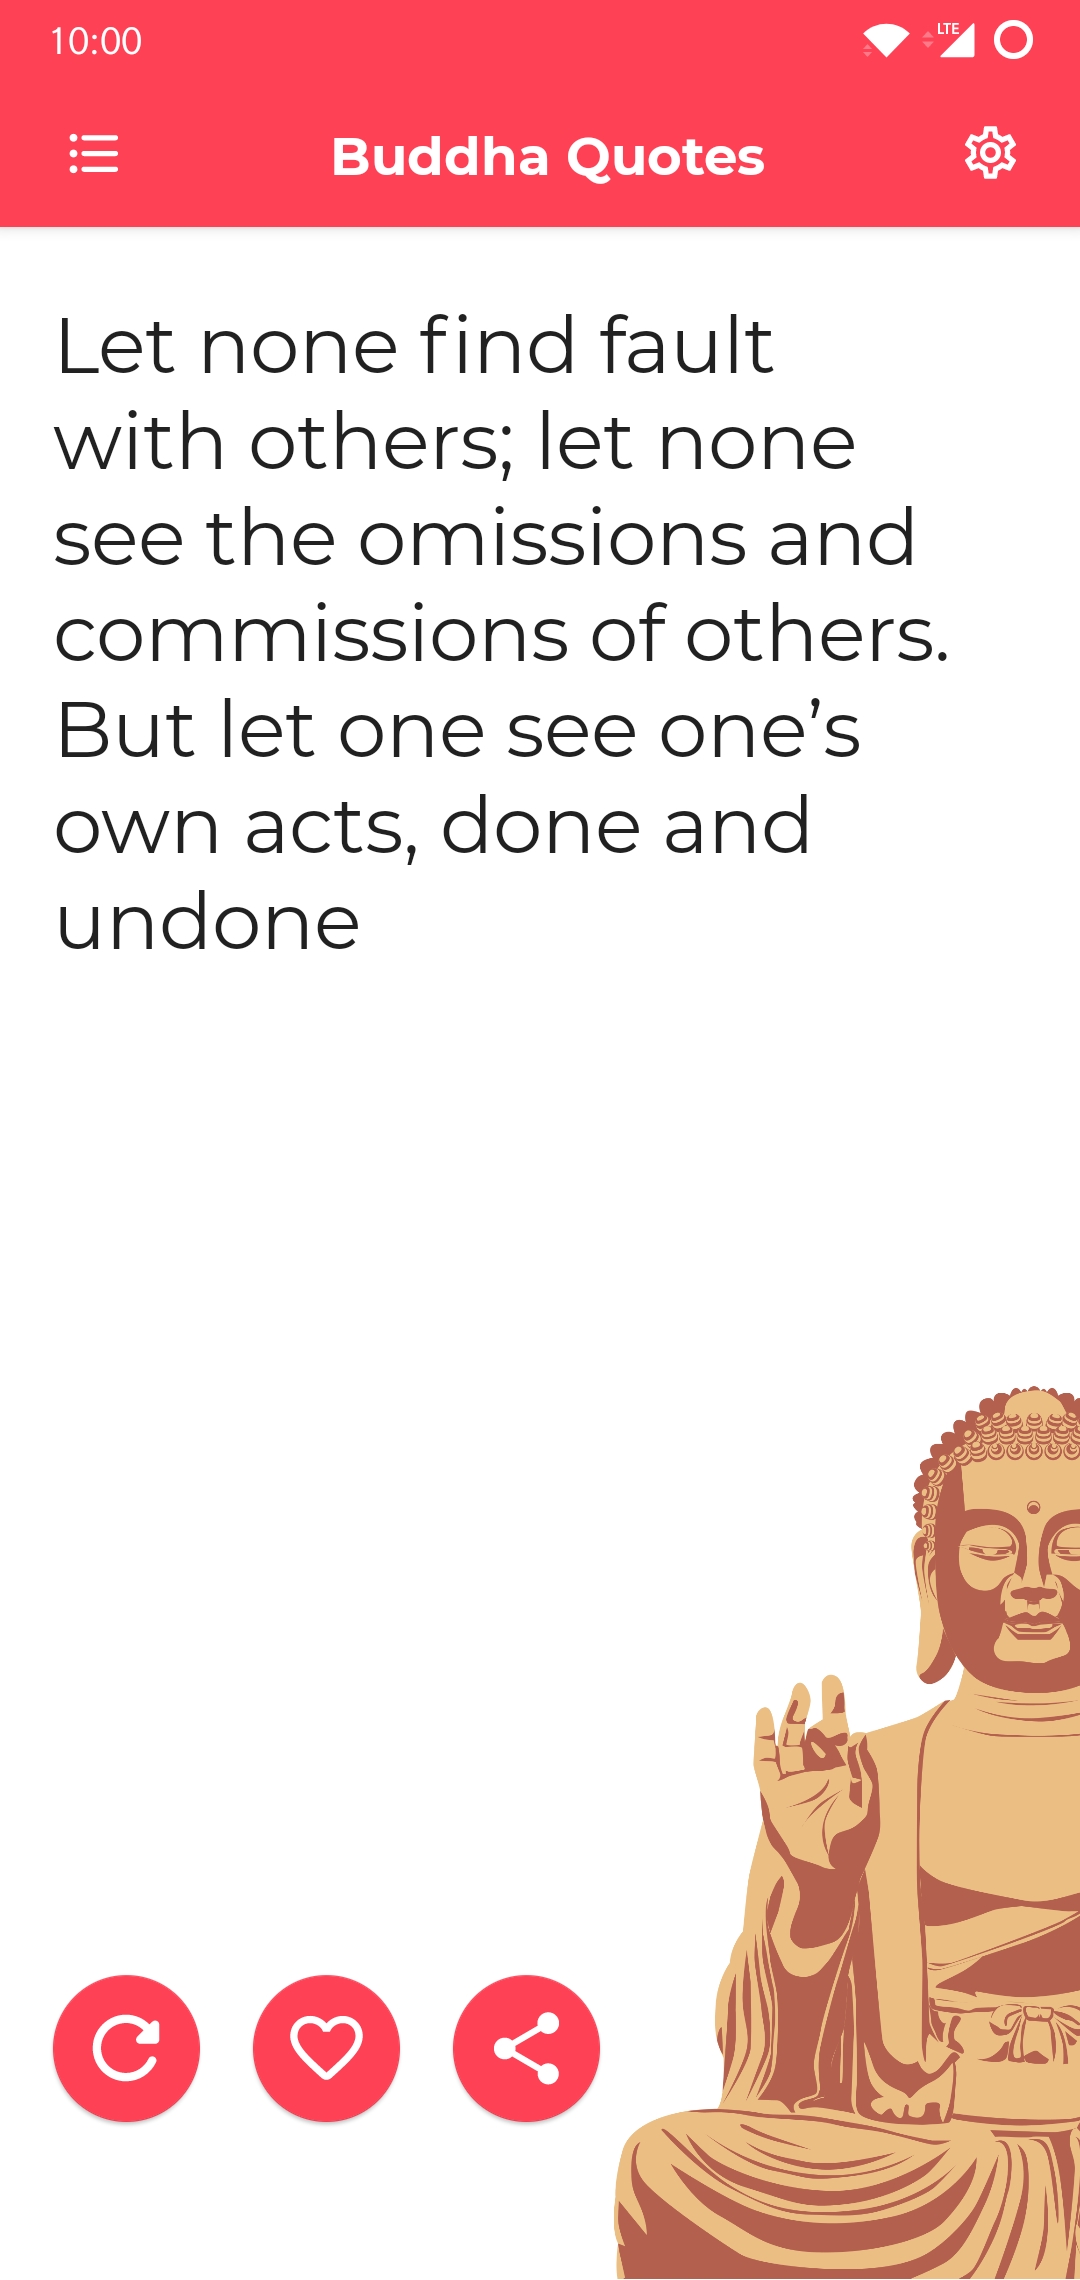 10:00
LTE
Buddha Quotes
Let none find fault
with others; let none
see the omissions and
commissions of others.
But let one see one’s
own acts, done and
undone